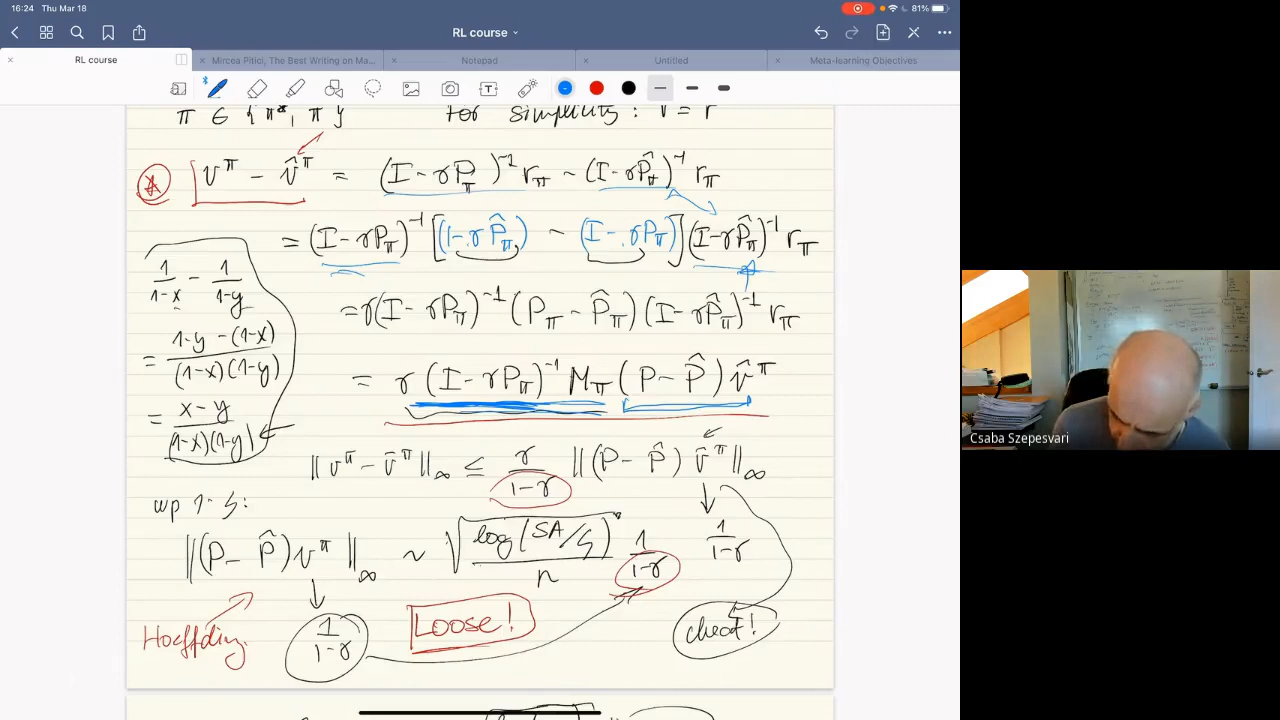 16:24 Thu Mar 18
81%
RL course
RL course
Mircea Pitici, The Best Writing on Ma...
Notepad
Untitled
Meta-learning Objectives
π ∈ {π*, π̂} for simplicity: r̂ = r
v^π − v̂^π = (I − γP_π)^{-1} r_π − (I − γP̂_π)^{-1} r_π
= (I − γP_π)^{-1} [(I − γP̂_π) − (I − γP_π)] (I − γP̂_π)^{-1} r_π
1/(1-x) − 1/(1-y)
= γ(I − γP_π)^{-1} (P_π − P̂_π) (I − γP̂_π)^{-1} r_π
= (1-y − (1-x))/((1-x)(1-y))
= γ (I − γP_π)^{-1} M_π (P − P̂) v̂^π
= (x − y)/((1-x)(1-y))
‖v^π − v̂^π‖_∞ ≤ γ/(1-γ) ‖(P − P̂) v̂^π‖_∞
wp 1-ζ:
1/(1-γ)
‖(P − P̂) v^π‖_∞ ~ √(log(SA/ζ)/n) 1/(1-γ)
Hoeffding
1/(1-γ)
Loose!
cheat!
Csaba Szepesvari